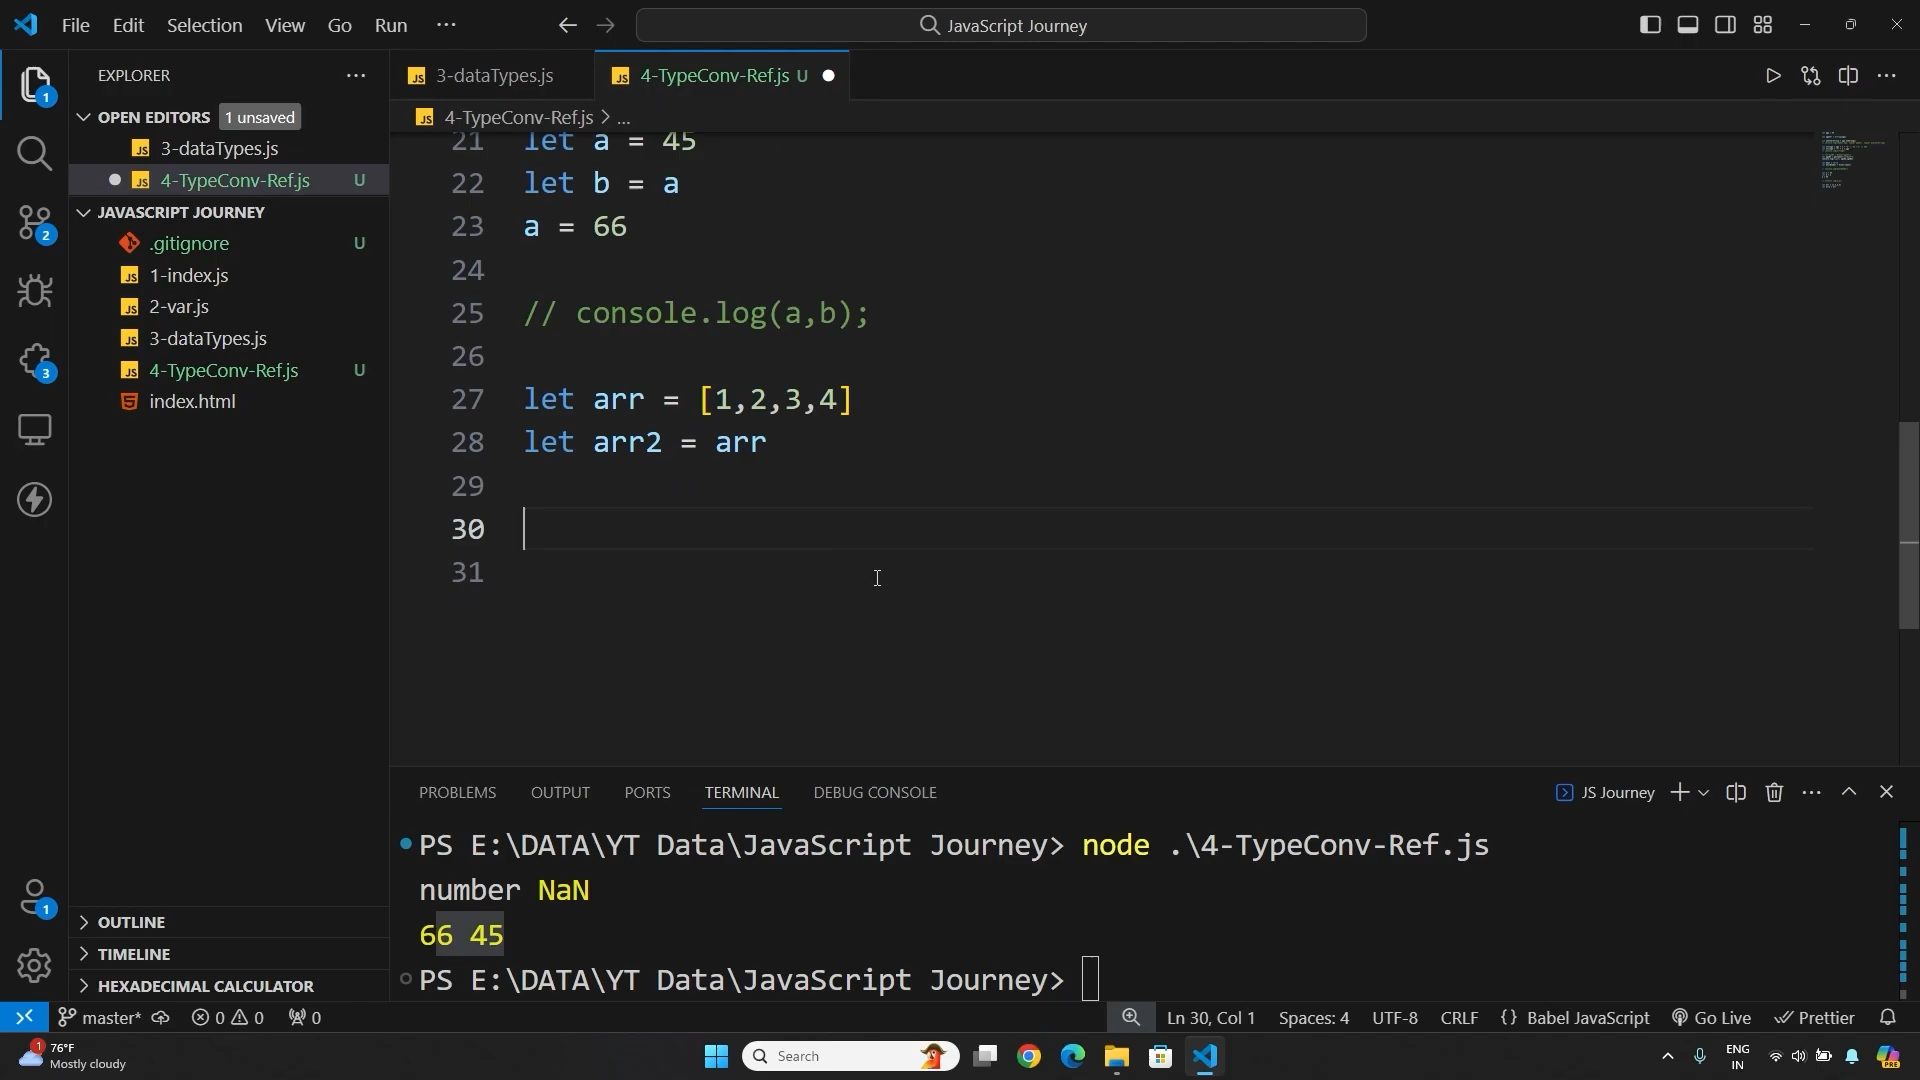 File Edit Selection View Go Run ···
JavaScript Journey
EXPLORER
OPEN EDITORS 1 unsaved
3-dataTypes.js
4-TypeConv-Ref.js U
JAVASCRIPT JOURNEY
.gitignore U
1-index.js
2-var.js
3-dataTypes.js
4-TypeConv-Ref.js U
index.html
OUTLINE
TIMELINE
HEXADECIMAL CALCULATOR
1
2
3
1
3-dataTypes.js
4-TypeConv-Ref.js U
4-TypeConv-Ref.js > ...
21 let a = 45
22 let b = a
23 a = 66
24
25 // console.log(a,b);
26
27 let arr = [1,2,3,4]
28 let arr2 = arr
29
30
31
PROBLEMS OUTPUT PORTS TERMINAL DEBUG CONSOLE
JS Journey
PS E:\DATA\YT Data\JavaScript Journey> node .\4-TypeConv-Ref.js
number NaN
66 45
PS E:\DATA\YT Data\JavaScript Journey>
master* 0 0 0
Ln 30, Col 1 Spaces: 4 UTF-8 CRLF {} Babel JavaScript Go Live Prettier
1
76°F
Mostly cloudy
Search
ENG
IN
PRE